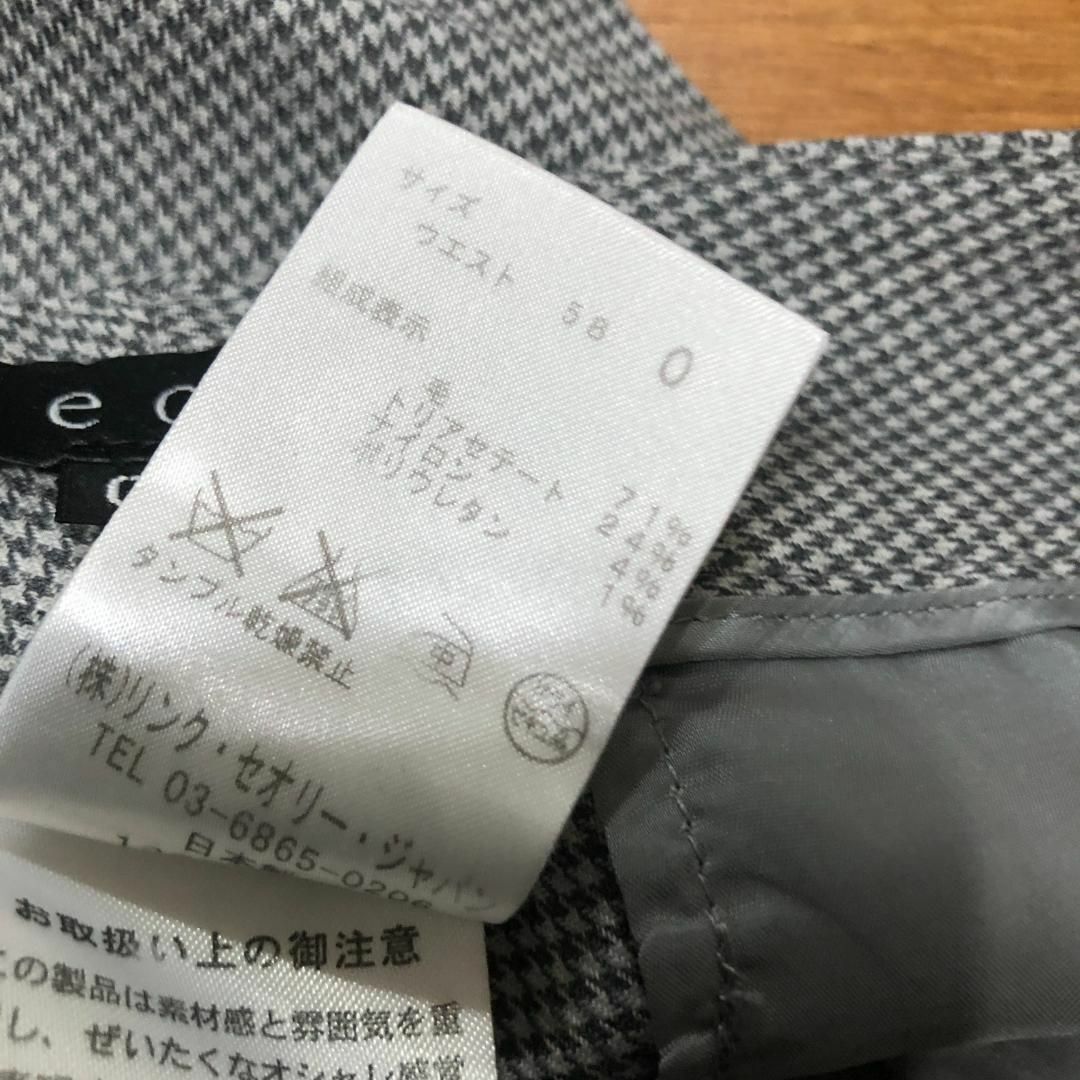 サイズ
ウエスト 58 0
組成表示
毛 71%
トリアセテート 24%
ナイロン 4%
ポリウレタン 1%
タンブル乾燥禁止
(株)リンク・セオリー・ジャパン
TEL 03-6865-0206
日本
e
お取扱い上の御注意
の製品は素材感と雰囲気を重
し、ぜいたくなオシャレ感覚